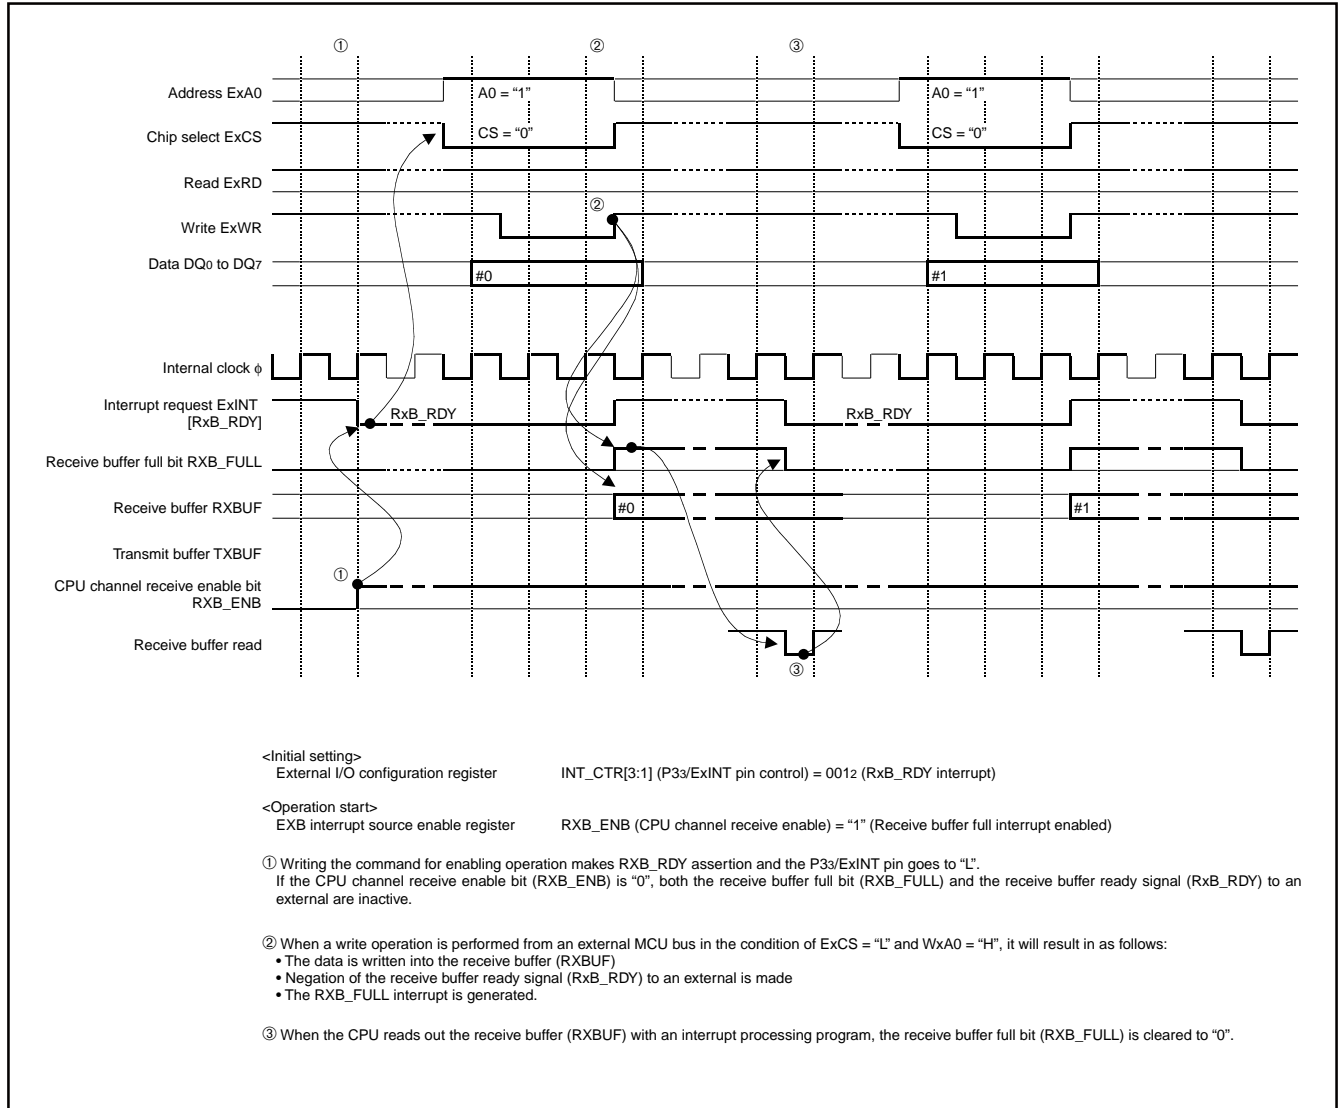 ① ② ③
Address ExA0 A0 = “1” A0 = “1”
Chip select ExCS CS = “0” CS = “0”
Read ExRD
②
Write ExWR
Data DQ0 to DQ7
#0 #1
Internal clock ϕ
Interrupt request ExINT
[RxB_RDY]
RxB_RDY RxB_RDY
Receive buffer full bit RXB_FULL
Receive buffer RXBUF #0 #1
Transmit buffer TXBUF
①
CPU channel receive enable bit
RXB_ENB
Receive buffer read
③
<Initial setting>
External I/O configuration register INT_CTR[3:1] (P33/ExINT pin control) = 0012 (RxB_RDY interrupt)
<Operation start>
EXB interrupt source enable register RXB_ENB (CPU channel receive enable) = “1” (Receive buffer full interrupt enabled)
① Writing the command for enabling operation makes RXB_RDY assertion and the P33/ExINT pin goes to “L”.
If the CPU channel receive enable bit (RXB_ENB) is “0”, both the receive buffer full bit (RXB_FULL) and the receive buffer ready signal (RxB_RDY) to an
external are inactive.
② When a write operation is performed from an external MCU bus in the condition of ExCS = “L” and WxA0 = “H”, it will result in as follows:
• The data is written into the receive buffer (RXBUF)
• Negation of the receive buffer ready signal (RxB_RDY) to an external is made
• The RXB_FULL interrupt is generated.
③ When the CPU reads out the receive buffer (RXBUF) with an interrupt processing program, the receive buffer full bit (RXB_FULL) is cleared to “0”.